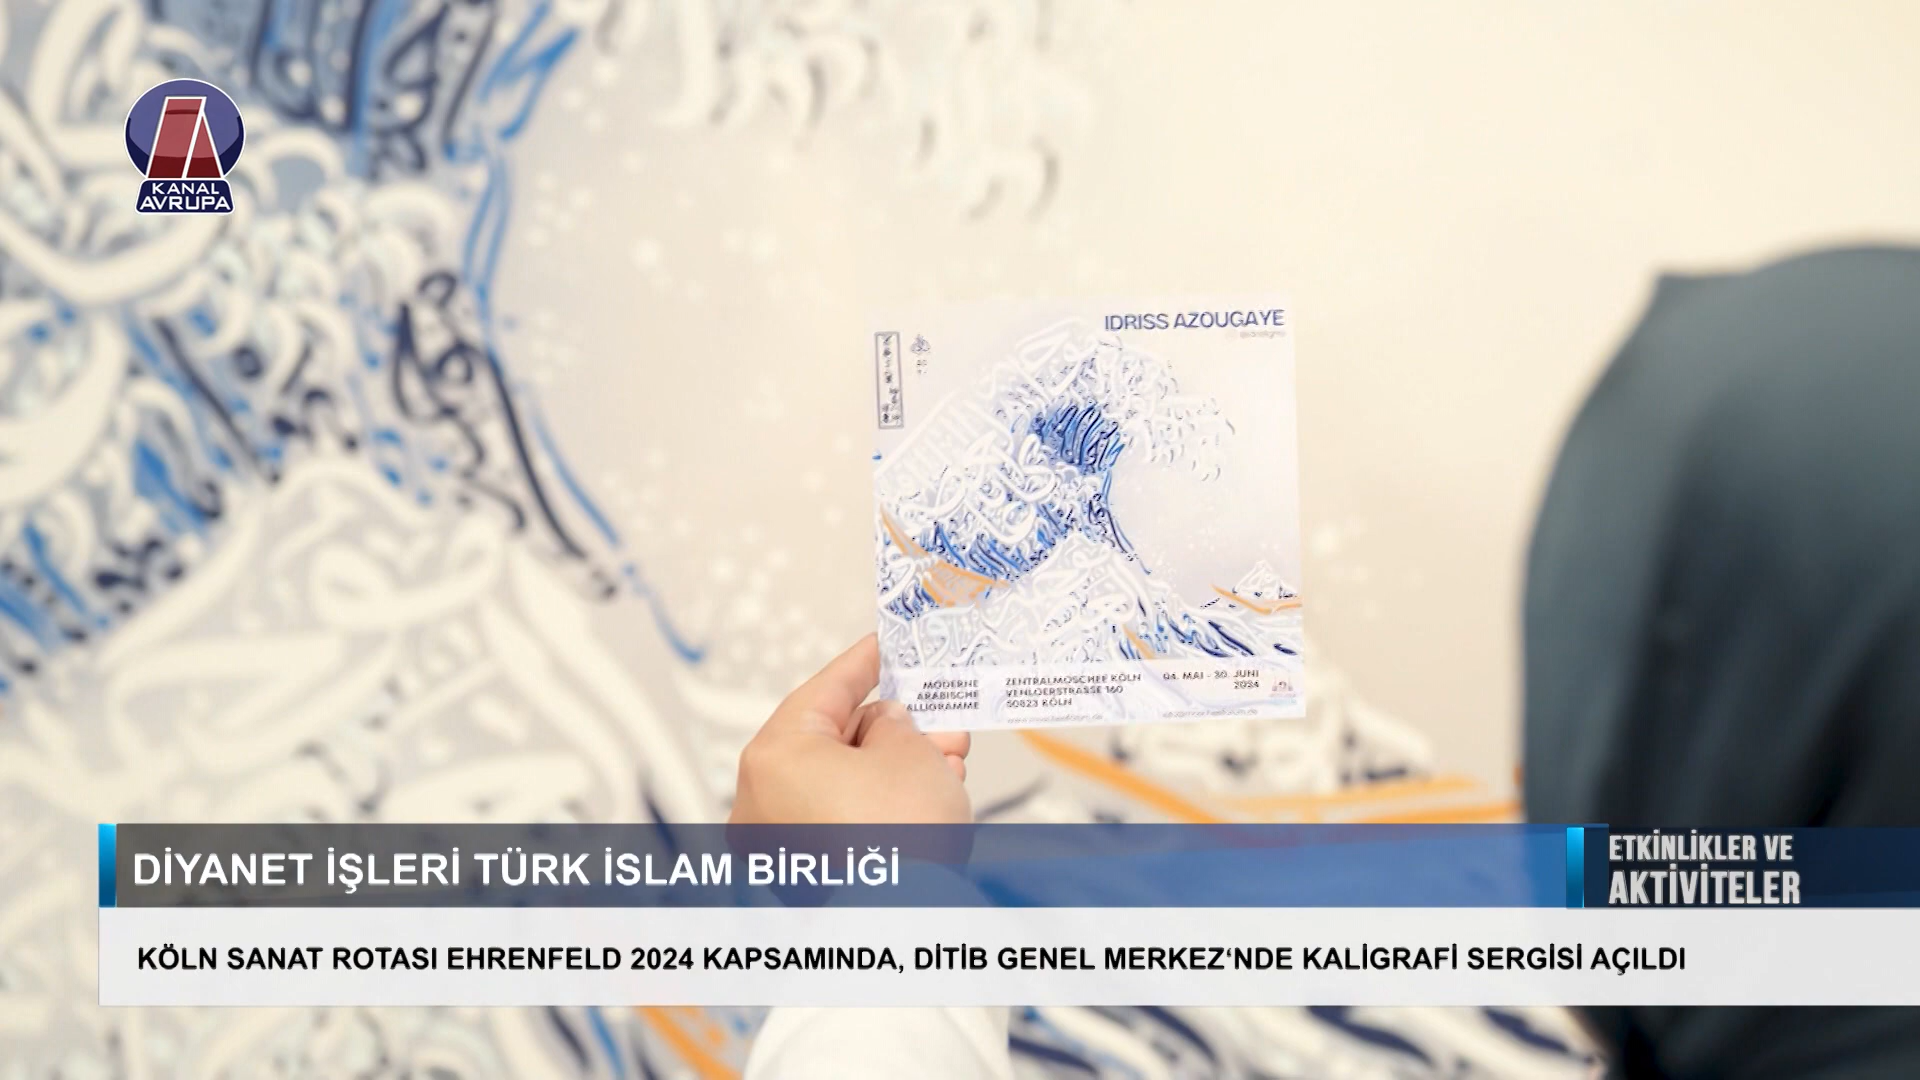 KANAL
AVRUPA
IDRISS AZOUGAYE
MODERNE
ARABISCHE
ALLIGRAMME
ZENTRALMOSCHEE KÖLN
VENLOERSTRASSE 160
50823 KÖLN
04. MAI - 30. JUNI
2024
DİYANET İŞLERİ TÜRK İSLAM BİRLİĞİ
ETKİNLİKLER VE
AKTİVİTELER
KÖLN SANAT ROTASI EHRENFELD 2024 KAPSAMINDA, DİTİB GENEL MERKEZ‘NDE KALİGRAFİ SERGİSİ AÇILDI